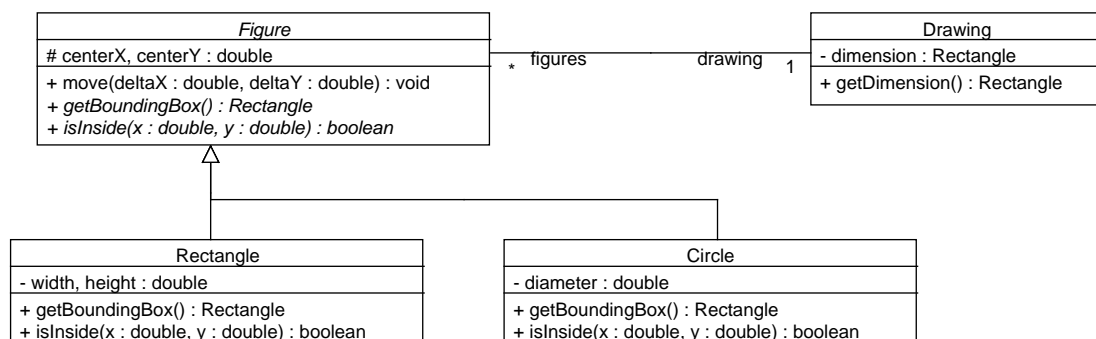 Figure
# centerX, centerY : double
+ move(deltaX : double, deltaY : double) : void
+ getBoundingBox() : Rectangle
+ isInside(x : double, y : double) : boolean
* figures drawing 1
Drawing
- dimension : Rectangle
+ getDimension() : Rectangle
Rectangle
- width, height : double
+ getBoundingBox() : Rectangle
+ isInside(x : double, y : double) : boolean
Circle
- diameter : double
+ getBoundingBox() : Rectangle
+ isInside(x : double, y : double) : boolean